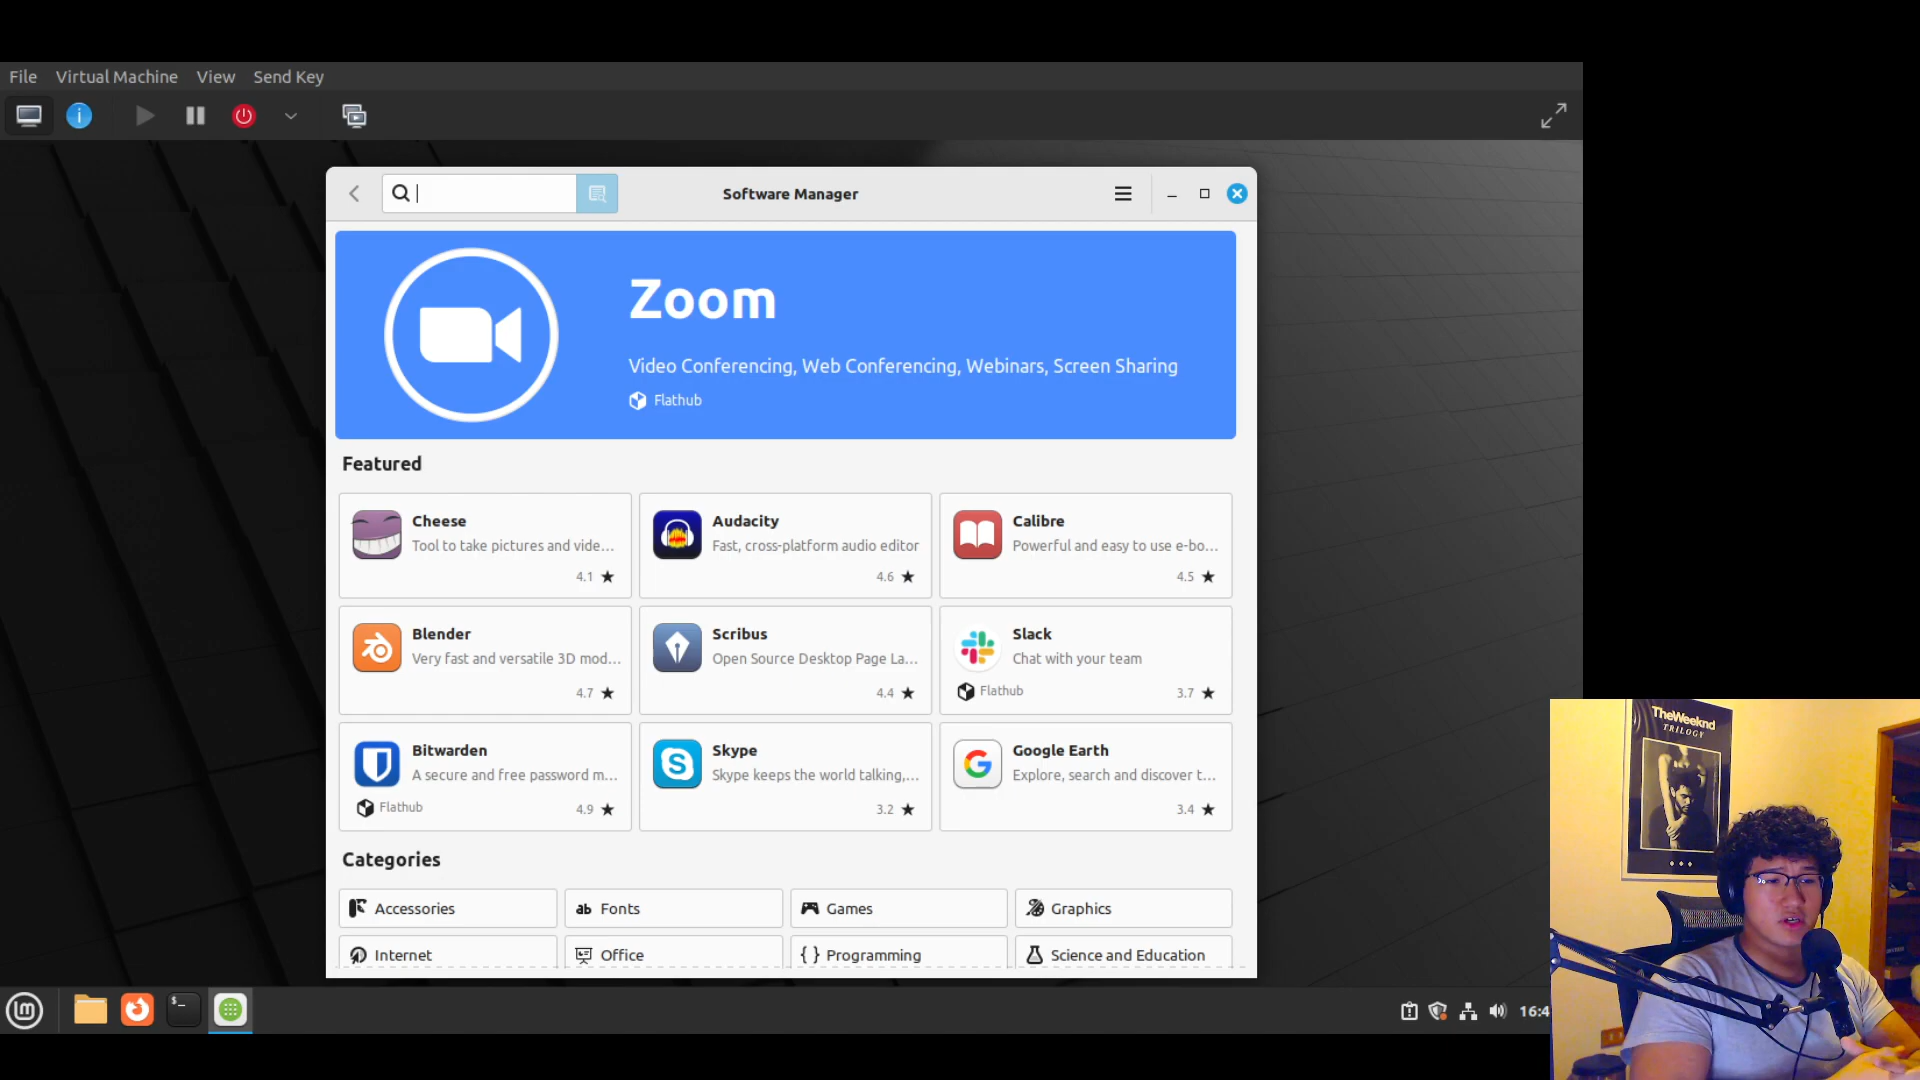 File Virtual Machine View Send Key
Software Manager
Zoom
Video Conferencing, Web Conferencing, Webinars, Screen Sharing
Flathub
Featured
Cheese
Tool to take pictures and vide...
4.1 ★
Audacity
Fast, cross-platform audio editor
4.6 ★
Calibre
Powerful and easy to use e-bo...
4.5 ★
Blender
Very fast and versatile 3D mod...
4.7 ★
Scribus
Open Source Desktop Page La...
4.4 ★
Slack
Chat with your team
Flathub
3.7 ★
Bitwarden
A secure and free password m...
Flathub
4.9 ★
Skype
Skype keeps the world talking,...
3.2 ★
Google Earth
Explore, search and discover t...
3.4 ★
Categories
Accessories
Fonts
Games
Graphics
Internet
Office
Programming
Science and Education
16:4
TheWeeknd
TRILOGY